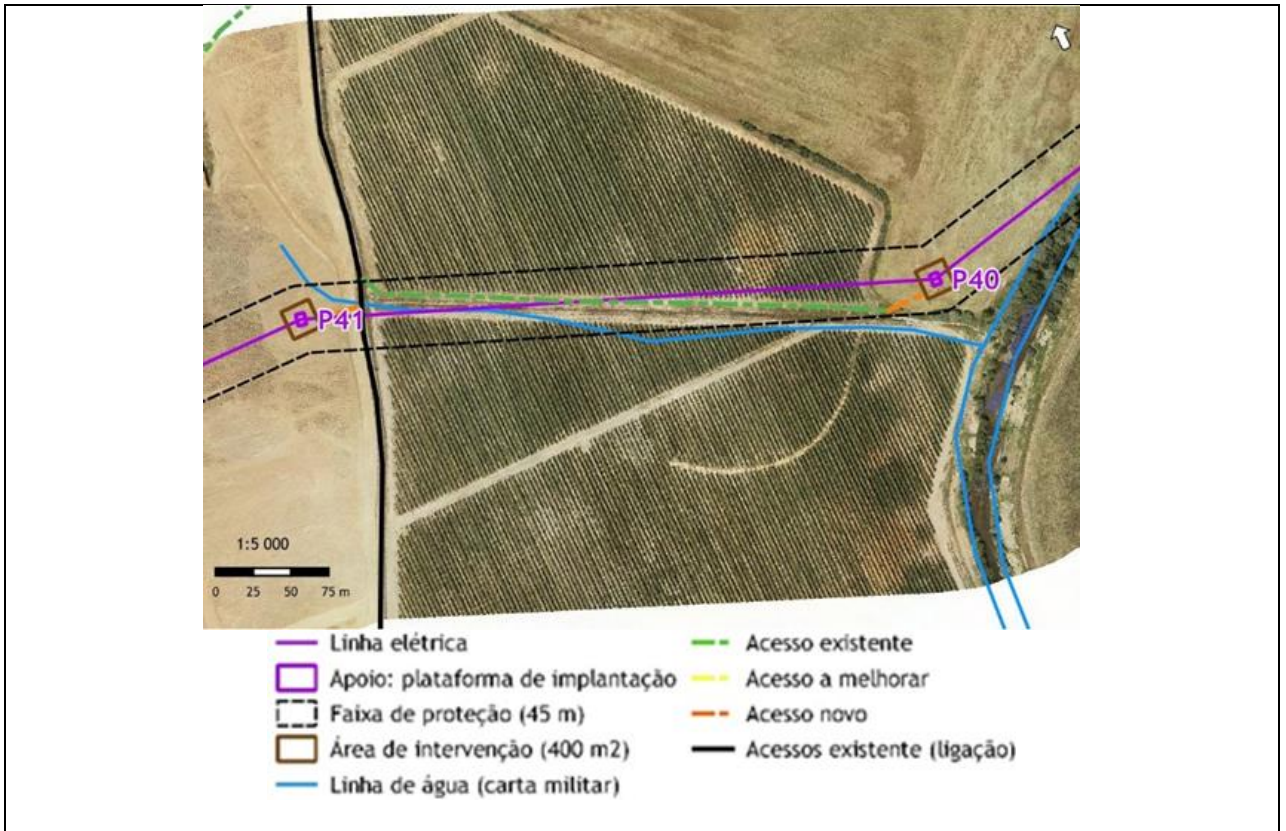 P40
P41
1:5 000
0 25 50 75 m
Linha elétrica
Apoio: plataforma de implantação
Faixa de proteção (45 m)
Área de intervenção (400 m2)
Linha de água (carta militar)
Acesso existente
Acesso a melhorar
Acesso novo
Acessos existente (ligação)